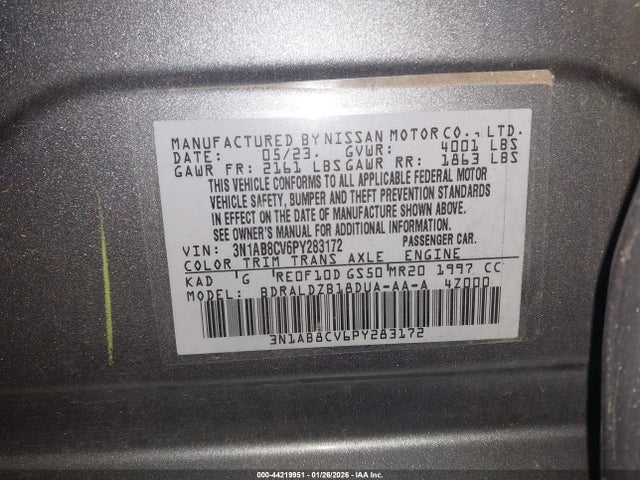 MANUFACTURED BY NISSAN MOTOR CO., LTD.
DATE: 05/23. GVWR: 4001 LBS
GAWR FR: 2161 LBS GAWR RR: 1863 LBS
THIS VEHICLE CONFORMS TO ALL APPLICABLE FEDERAL MOTOR
VEHICLE SAFETY, BUMPER AND THEFT PREVENTION STANDARDS
IN EFFECT ON THE DATE OF MANUFACTURE SHOWN ABOVE.
SEE OWNER'S MANUAL FOR ADDITIONAL INFORMATION.
VIN: 3N1AB8CV6PY283172 PASSENGER CAR.
COLOR TRIM TRANS AXLE ENGINE
KAD G RE0F10D GS50 MR20 1997 CC
MODEL: BDRALDZB18DUA-AA-A 4Z000
3N1AB8CV6PY283172
000-44219951 - 01/26/2026 - IAA Inc.